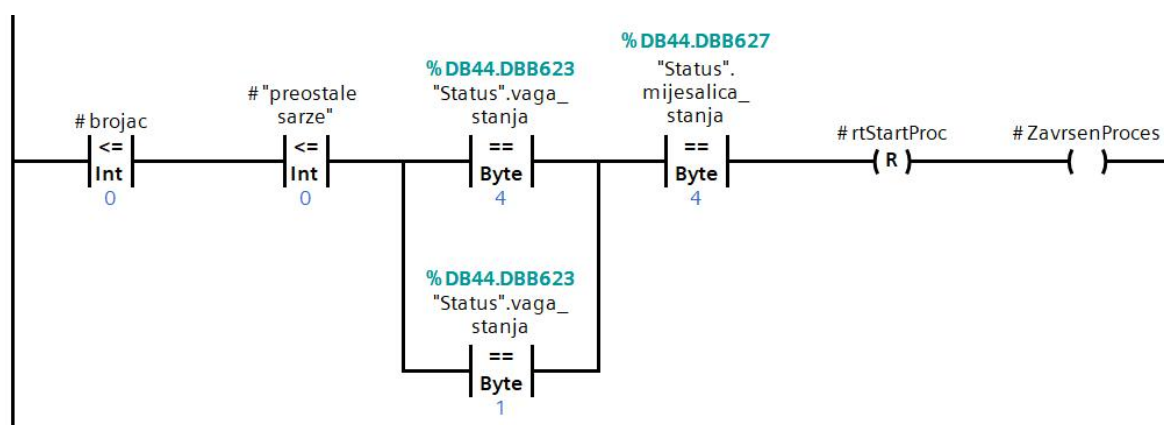 %DB44.DBB627
%DB44.DBB623
"Status".
#"preostale
"Status".vaga_
mijesalica_
#brojac
sarze"
stanja
stanja
#rtStartProc
#ZavrsenProces
<=
<=
==
==
R
Int
Int
Byte
Byte
0
0
4
4
%DB44.DBB623
"Status".vaga_
stanja
==
Byte
1